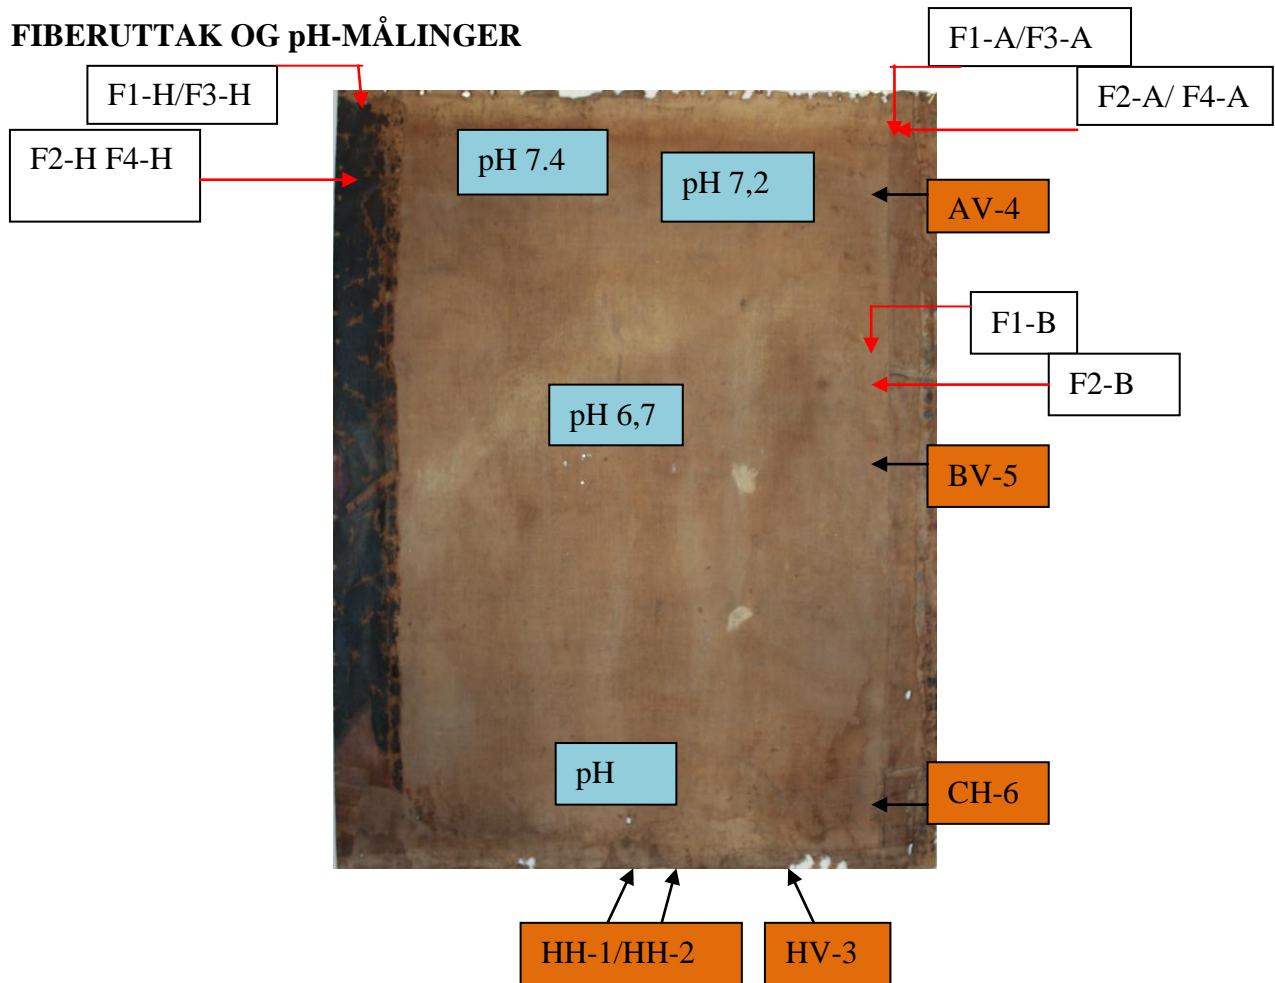 FIBERUTTAK OG pH-MÅLINGER
F1-A/F3-A
F1-H/F3-H
F2-A/ F4-A
F2-H F4-H
pH 7.4
pH 7,2
AV-4
F1-B
F2-B
pH 6,7
BV-5
pH
CH-6
HH-1/HH-2
HV-3